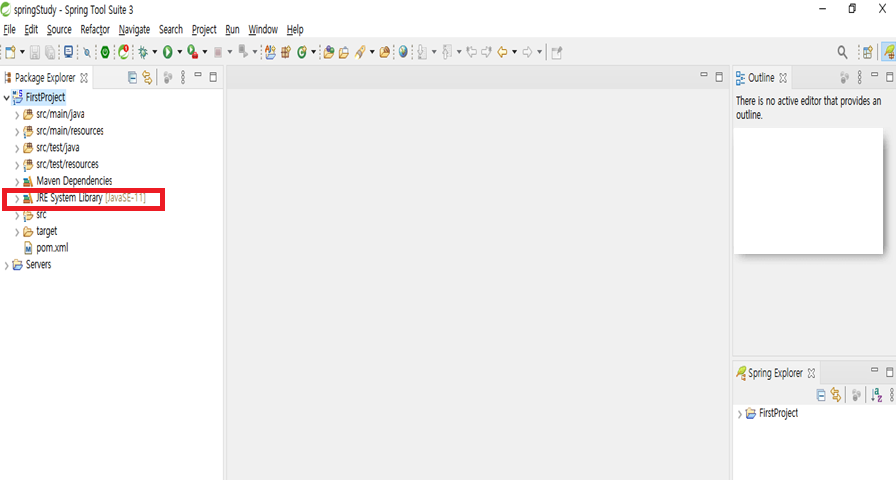 springStudy - Spring Tool Suite 3
File Edit Source Refactor Navigate Search Project Run Window Help
Package Explorer
FirstProject
src/main/java
src/main/resources
src/test/java
src/test/resources
Maven Dependencies
JRE System Library [JavaSE-11]
src
target
pom.xml
Servers
Outline
There is no active editor that provides an
outline.
Spring Explorer
FirstProject